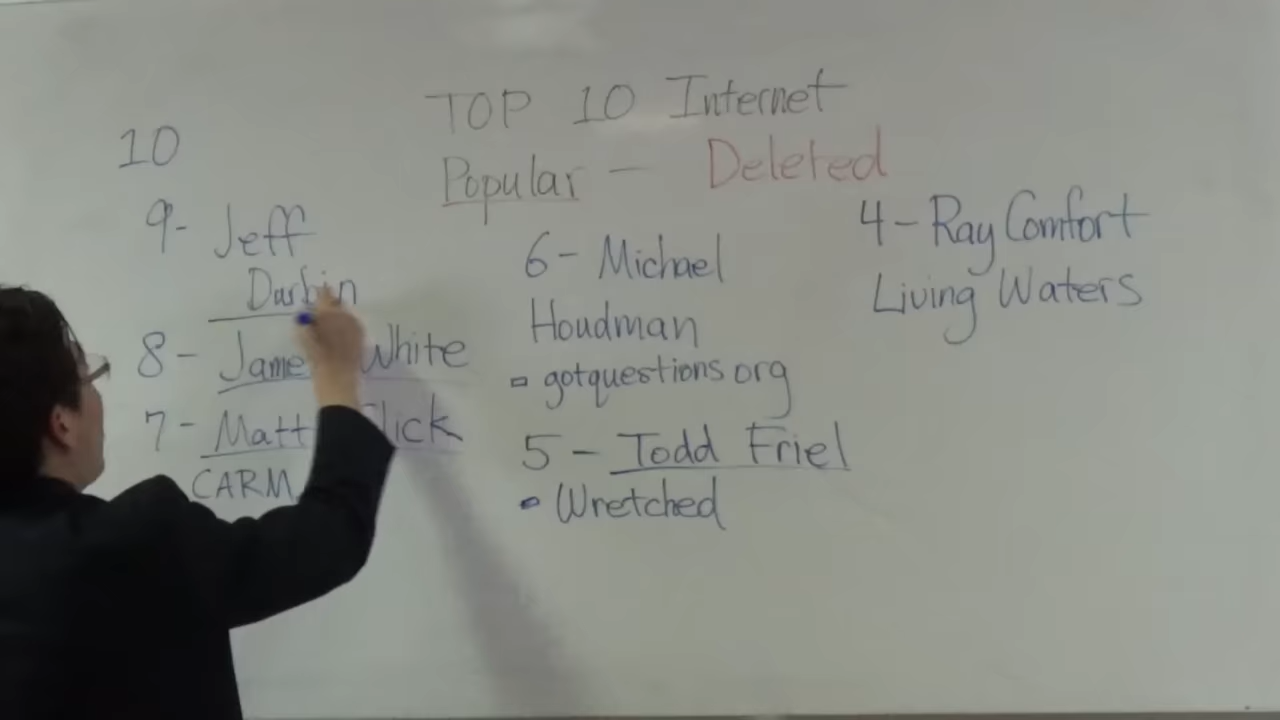 TOP 10 Internet
Popular - Deleted
10
9- Jeff
Durbin
8- James White
7- Matt Slick
CARM
6- Michael
Houdman
gotquestions.org
5- Todd Friel
Wretched
4- Ray Comfort
Living Waters